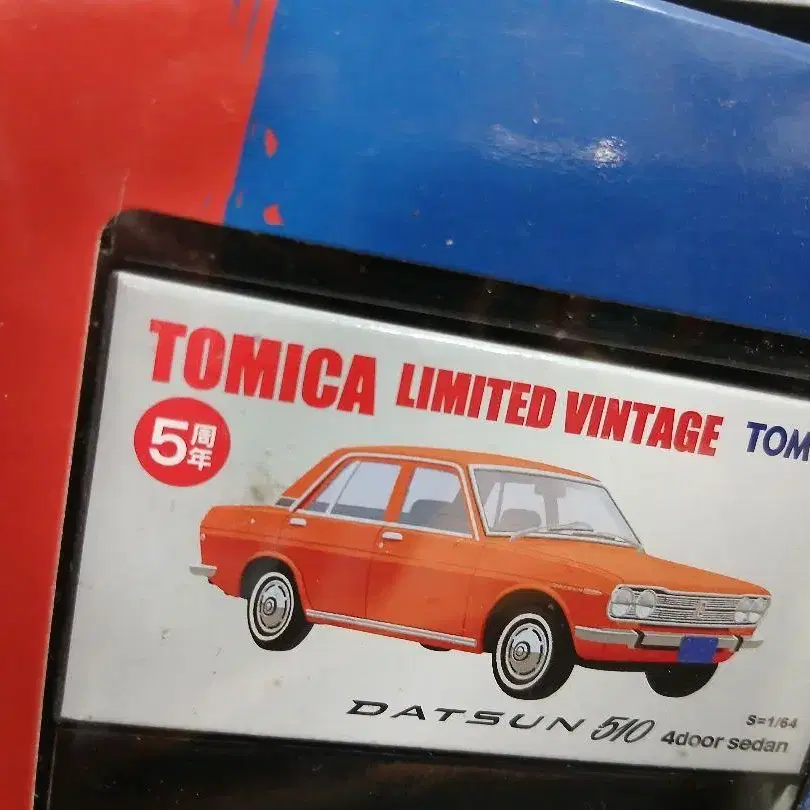 TOMICA LIMITED VINTAGE TOM
5周年
DATSUN 510 4door sedan
S=1/64